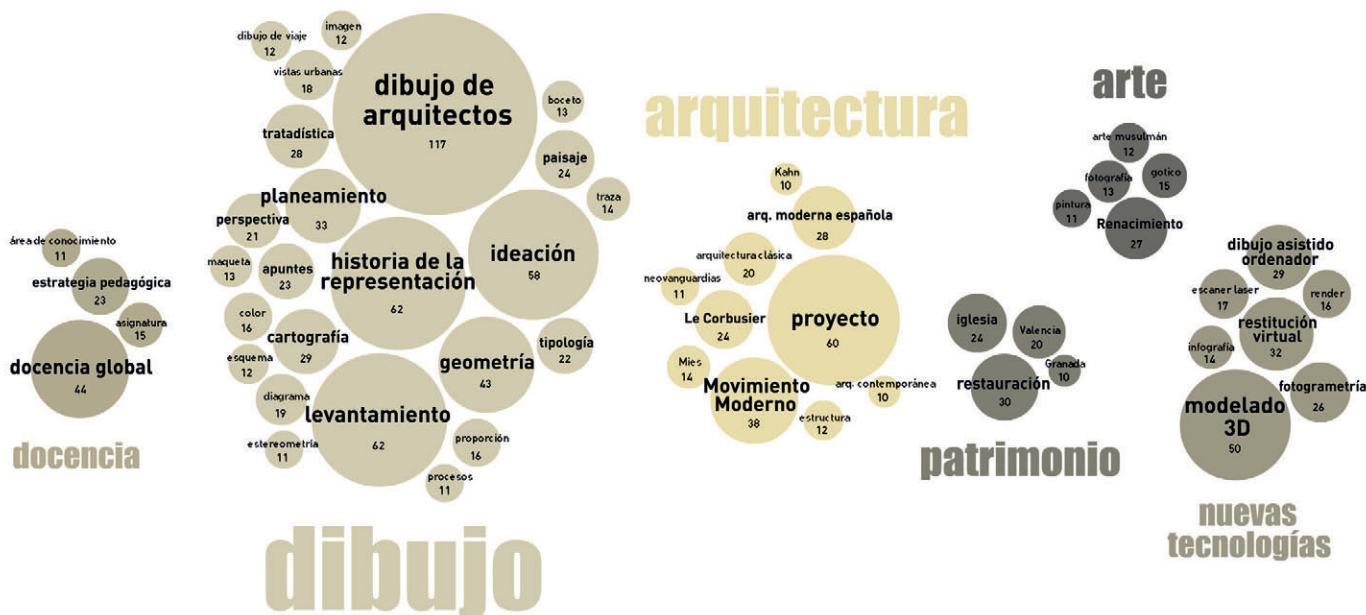 área de conocimiento
11
estrategia pedagógica
23
asignatura
15
docencia global
44
docencia
imagen
12
dibujo de viaje
12
vistas urbanas
18
dibujo de
arquitectos
117
boceto
13
tratadística
28
paisaje
24
traza
14
planeamiento
33
perspectiva
21
ideación
58
historia de la
representación
62
maqueta
13
apuntes
23
color
16
cartografía
29
geometría
43
tipología
22
esquema
12
diagrama
19
levantamiento
62
estereometría
11
proporción
16
procesos
11
dibujo
arquitectura
Kahn
10
arq. moderna española
28
arquitectura clásica
20
neovanguardias
11
Le Corbusier
24
proyecto
60
Mies
14
Movimiento
Moderno
38
arq. contemporánea
10
estructura
12
arte
arte musulmán
12
fotografía
13
gotico
15
pintura
11
Renacimiento
27
iglesia
24
Valencia
20
Granada
10
restauración
30
patrimonio
dibujo asistido
ordenador
29
escaner laser
17
render
16
restitución
virtual
32
infografía
14
fotogrametría
26
modelado
3D
50
nuevas
tecnologías